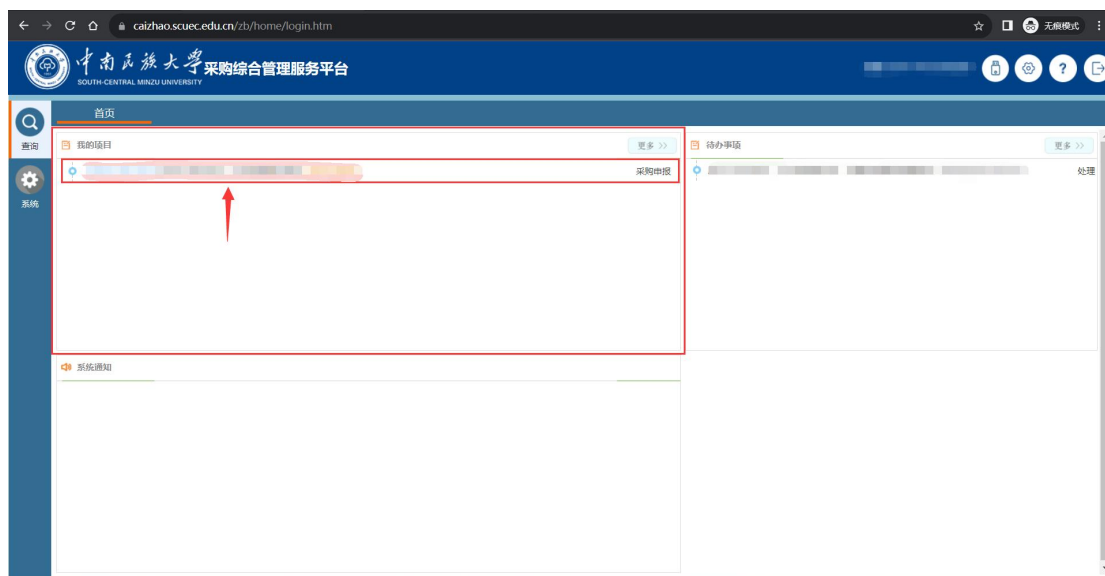 caizhao.scuec.edu.cn/zb/home/login.htm
无痕模式
中南民族大学 采购综合管理服务平台
SOUTH-CENTRAL MINZU UNIVERSITY
首页
查询
系统
我的项目
更多 >>
采购申报
待办事项
更多 >>
处理
系统通知